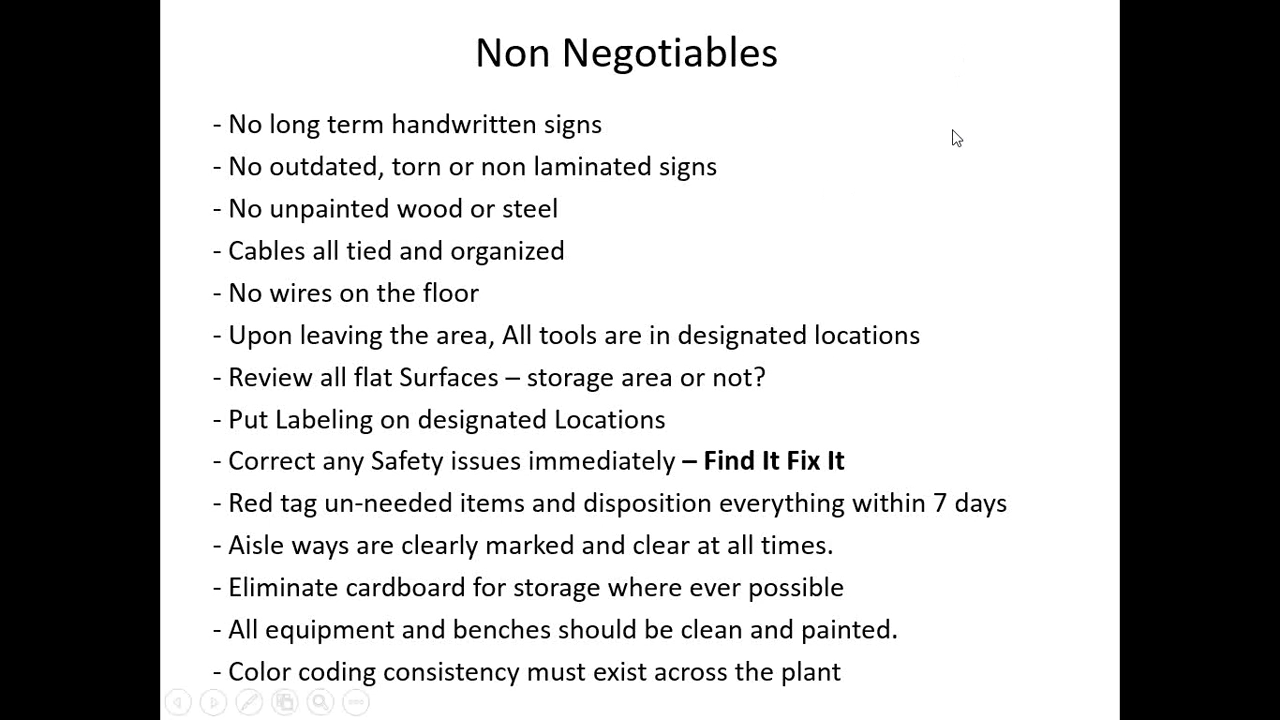 Non Negotiables
- No long term handwritten signs
- No outdated, torn or non laminated signs
- No unpainted wood or steel
- Cables all tied and organized
- No wires on the floor
- Upon leaving the area, All tools are in designated locations
- Review all flat Surfaces – storage area or not?
- Put Labeling on designated Locations
- Correct any Safety issues immediately – Find It Fix It
- Red tag un-needed items and disposition everything within 7 days
- Aisle ways are clearly marked and clear at all times.
- Eliminate cardboard for storage where ever possible
- All equipment and benches should be clean and painted.
- Color coding consistency must exist across the plant